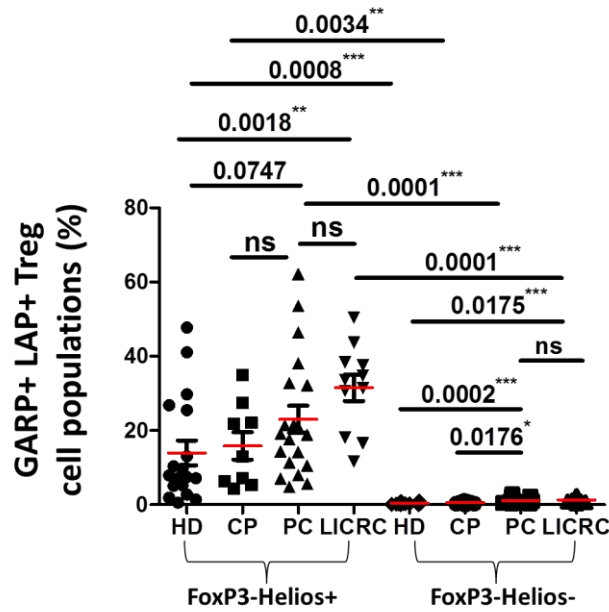 0.0034**
0.0008***
0.0018**
0.0747
0.0001***
ns
ns
0.0001***
0.0175***
ns
0.0002***
0.0176*
GARP+ LAP+ Treg
cell populations (%)
80
60
40
20
0
HD CP PC LICRC HD CP PC LICRC
FoxP3-Helios+ FoxP3-Helios-